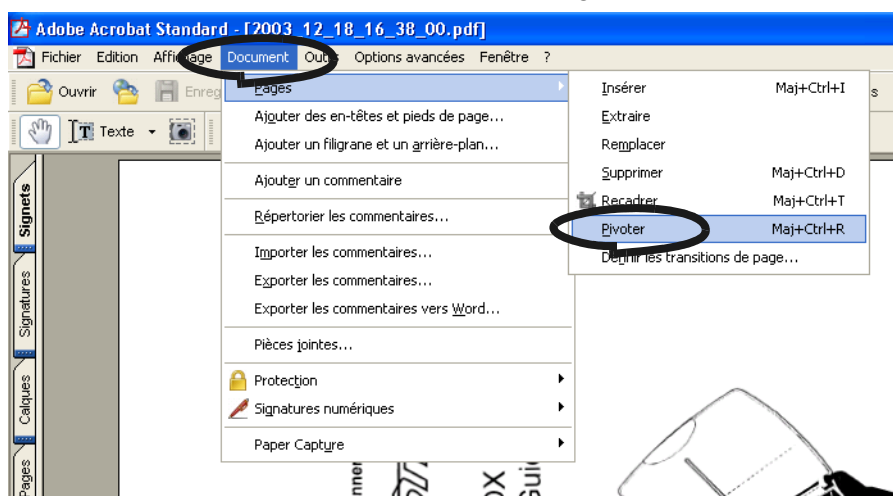 Adobe Acrobat Standard - [2003_12_18_16_38_00.pdf]
Fichier Edition Affichage Document Outils Options avancées Fenêtre ?
Ouvrir Enreg
Texte
Pages
Ajouter des en-têtes et pieds de page...
Ajouter un filigrane et un arrière-plan...
Ajouter un commentaire
Répertorier les commentaires...
Importer les commentaires...
Exporter les commentaires...
Exporter les commentaires vers Word...
Pièces jointes...
Protection
Signatures numériques
Paper Capture
Insérer Maj+Ctrl+I
Extraire
Remplacer
Supprimer Maj+Ctrl+D
Recadrer Maj+Ctrl+T
Pivoter Maj+Ctrl+R
Définir les transitions de page...
s
Signets
Signatures
Calques
Pages